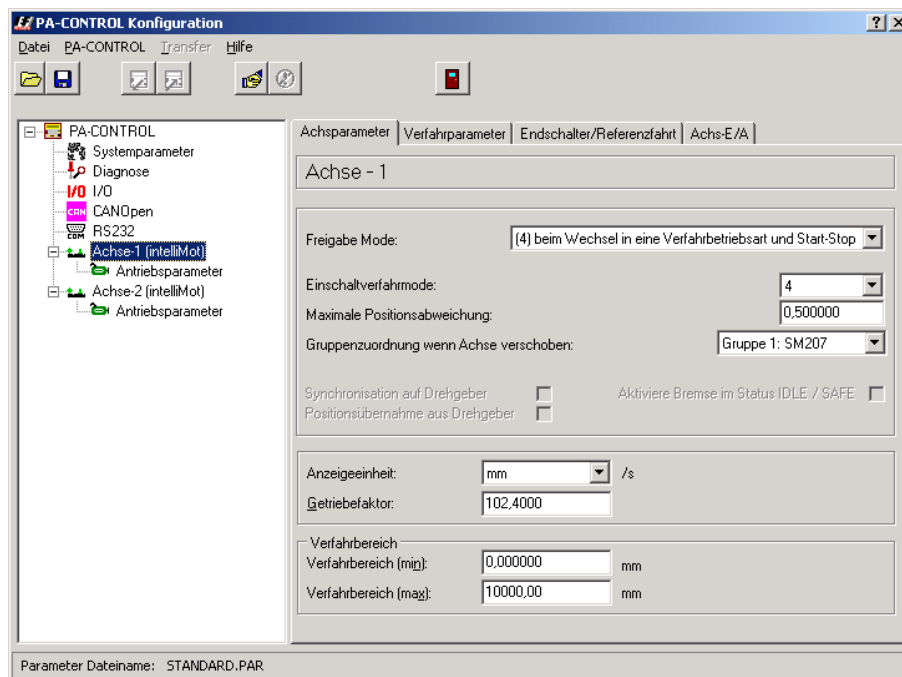 PA-CONTROL Konfiguration
Datei PA-CONTROL Transfer Hilfe
PA-CONTROL
Systemparameter
Diagnose
I/O I/O
CAN CANOpen
COM RS232
Achse-1 (intelliMot)
Antriebsparameter
Achse-2 (intelliMot)
Antriebsparameter
Achsparameter Verfahrparameter Endschalter/Referenzfahrt Achs-E/A
Achse - 1
Freigabe Mode: (4) beim Wechsel in eine Verfahrbetriebsart und Start-Stop
Einschaltverfahrmode: 4
Maximale Positionsabweichung: 0,500000
Gruppenzuordnung wenn Achse verschoben: Gruppe 1: SM207
Synchronisation auf Drehgeber Aktiviere Bremse im Status IDLE / SAFE
Positionsübernahme aus Drehgeber
Anzeigeeinheit: mm /s
Getriebefaktor: 102,4000
Verfahrbereich
Verfahrbereich (min): 0,000000 mm
Verfahrbereich (max): 10000,00 mm
Parameter Dateiname: STANDARD.PAR